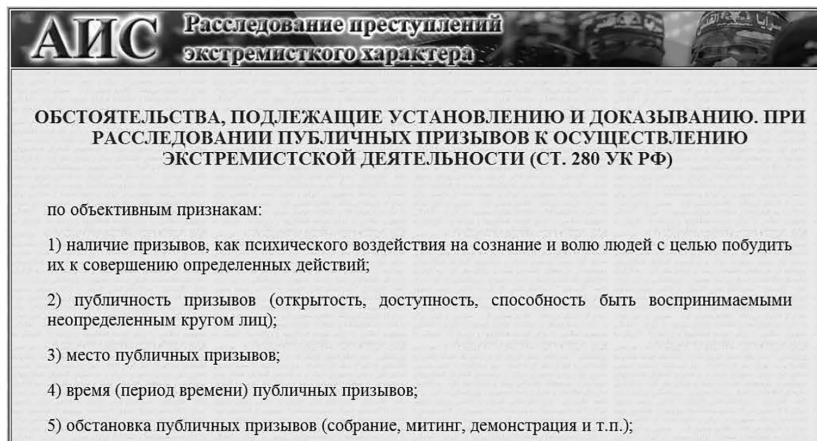 АИС Расследование преступлений
экстремисткого характера
ОБСТОЯТЕЛЬСТВА, ПОДЛЕЖАЩИЕ УСТАНОВЛЕНИЮ И ДОКАЗЫВАНИЮ. ПРИ
РАССЛЕДОВАНИИ ПУБЛИЧНЫХ ПРИЗЫВОВ К ОСУЩЕСТВЛЕНИЮ
ЭКСТРЕМИСТСКОЙ ДЕЯТЕЛЬНОСТИ (СТ. 280 УК РФ)
по объективным признакам:
1) наличие призывов, как психического воздействия на сознание и волю людей с целью побудить
их к совершению определенных действий;
2) публичность призывов (открытость, доступность, способность быть воспринимаемыми
неопределенным кругом лиц);
3) место публичных призывов;
4) время (период времени) публичных призывов;
5) обстановка публичных призывов (собрание, митинг, демонстрация и т.п.);